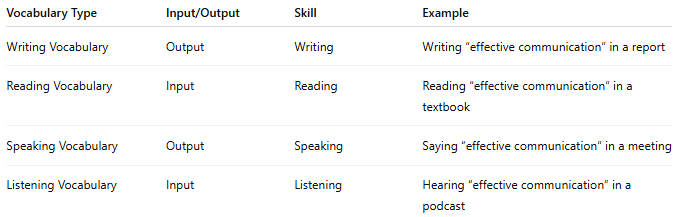 Vocabulary Type Input/Output Skill Example
Writing Vocabulary Output Writing Writing “effective communication” in a report
Reading Vocabulary Input Reading Reading “effective communication” in a
textbook
Speaking Vocabulary Output Speaking Saying “effective communication” in a meeting
Listening Vocabulary Input Listening Hearing “effective communication” in a
podcast